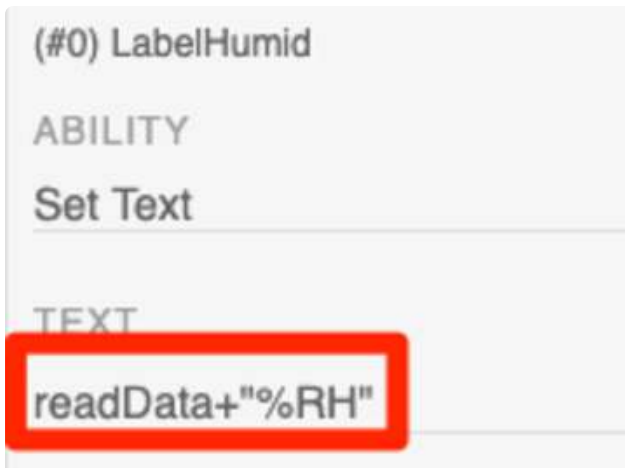 (#0) LabelHumid
ABILITY
Set Text
TEXT
readData+"%RH"